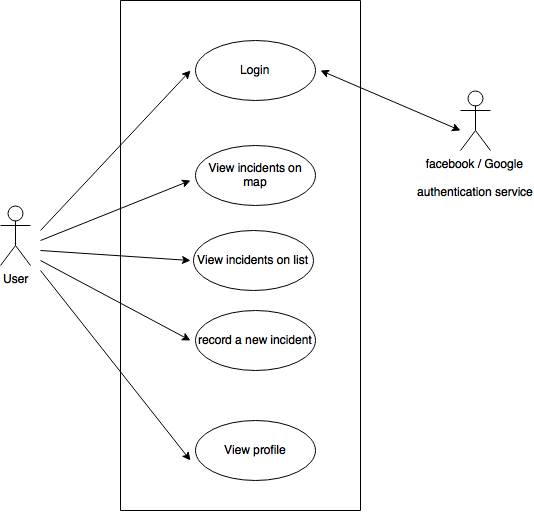 Login
facebook / Google
authentication service
View incidents on
map
User
View incidents on list
record a new incident
View profile